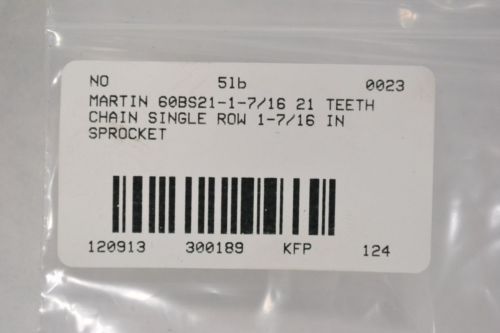 NO 5lb 0023
MARTIN 60BS21-1-7/16 21 TEETH
CHAIN SINGLE ROW 1-7/16 IN
SPROCKET
120913 300189 KFP 124